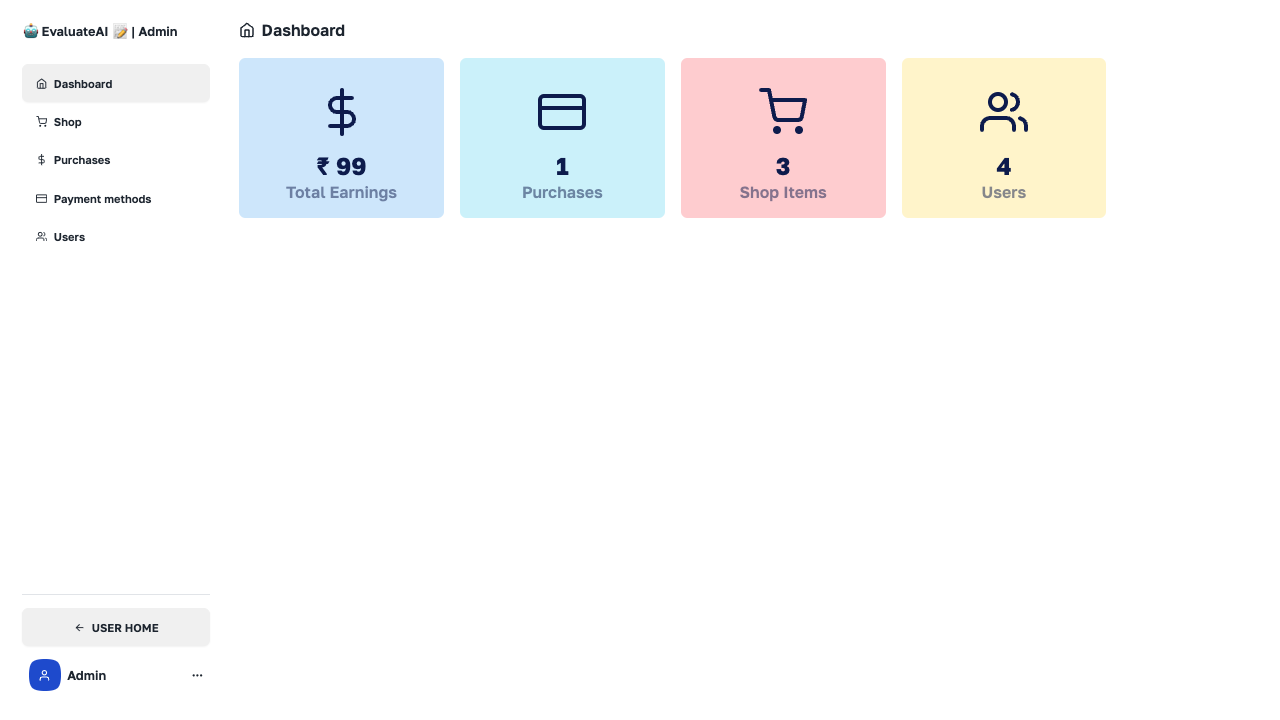 🤖 EvaluateAI 📝 | Admin
Dashboard
Shop
Purchases
Payment methods
Users
USER HOME
Admin
Dashboard
₹ 99
Total Earnings
1
Purchases
3
Shop Items
4
Users